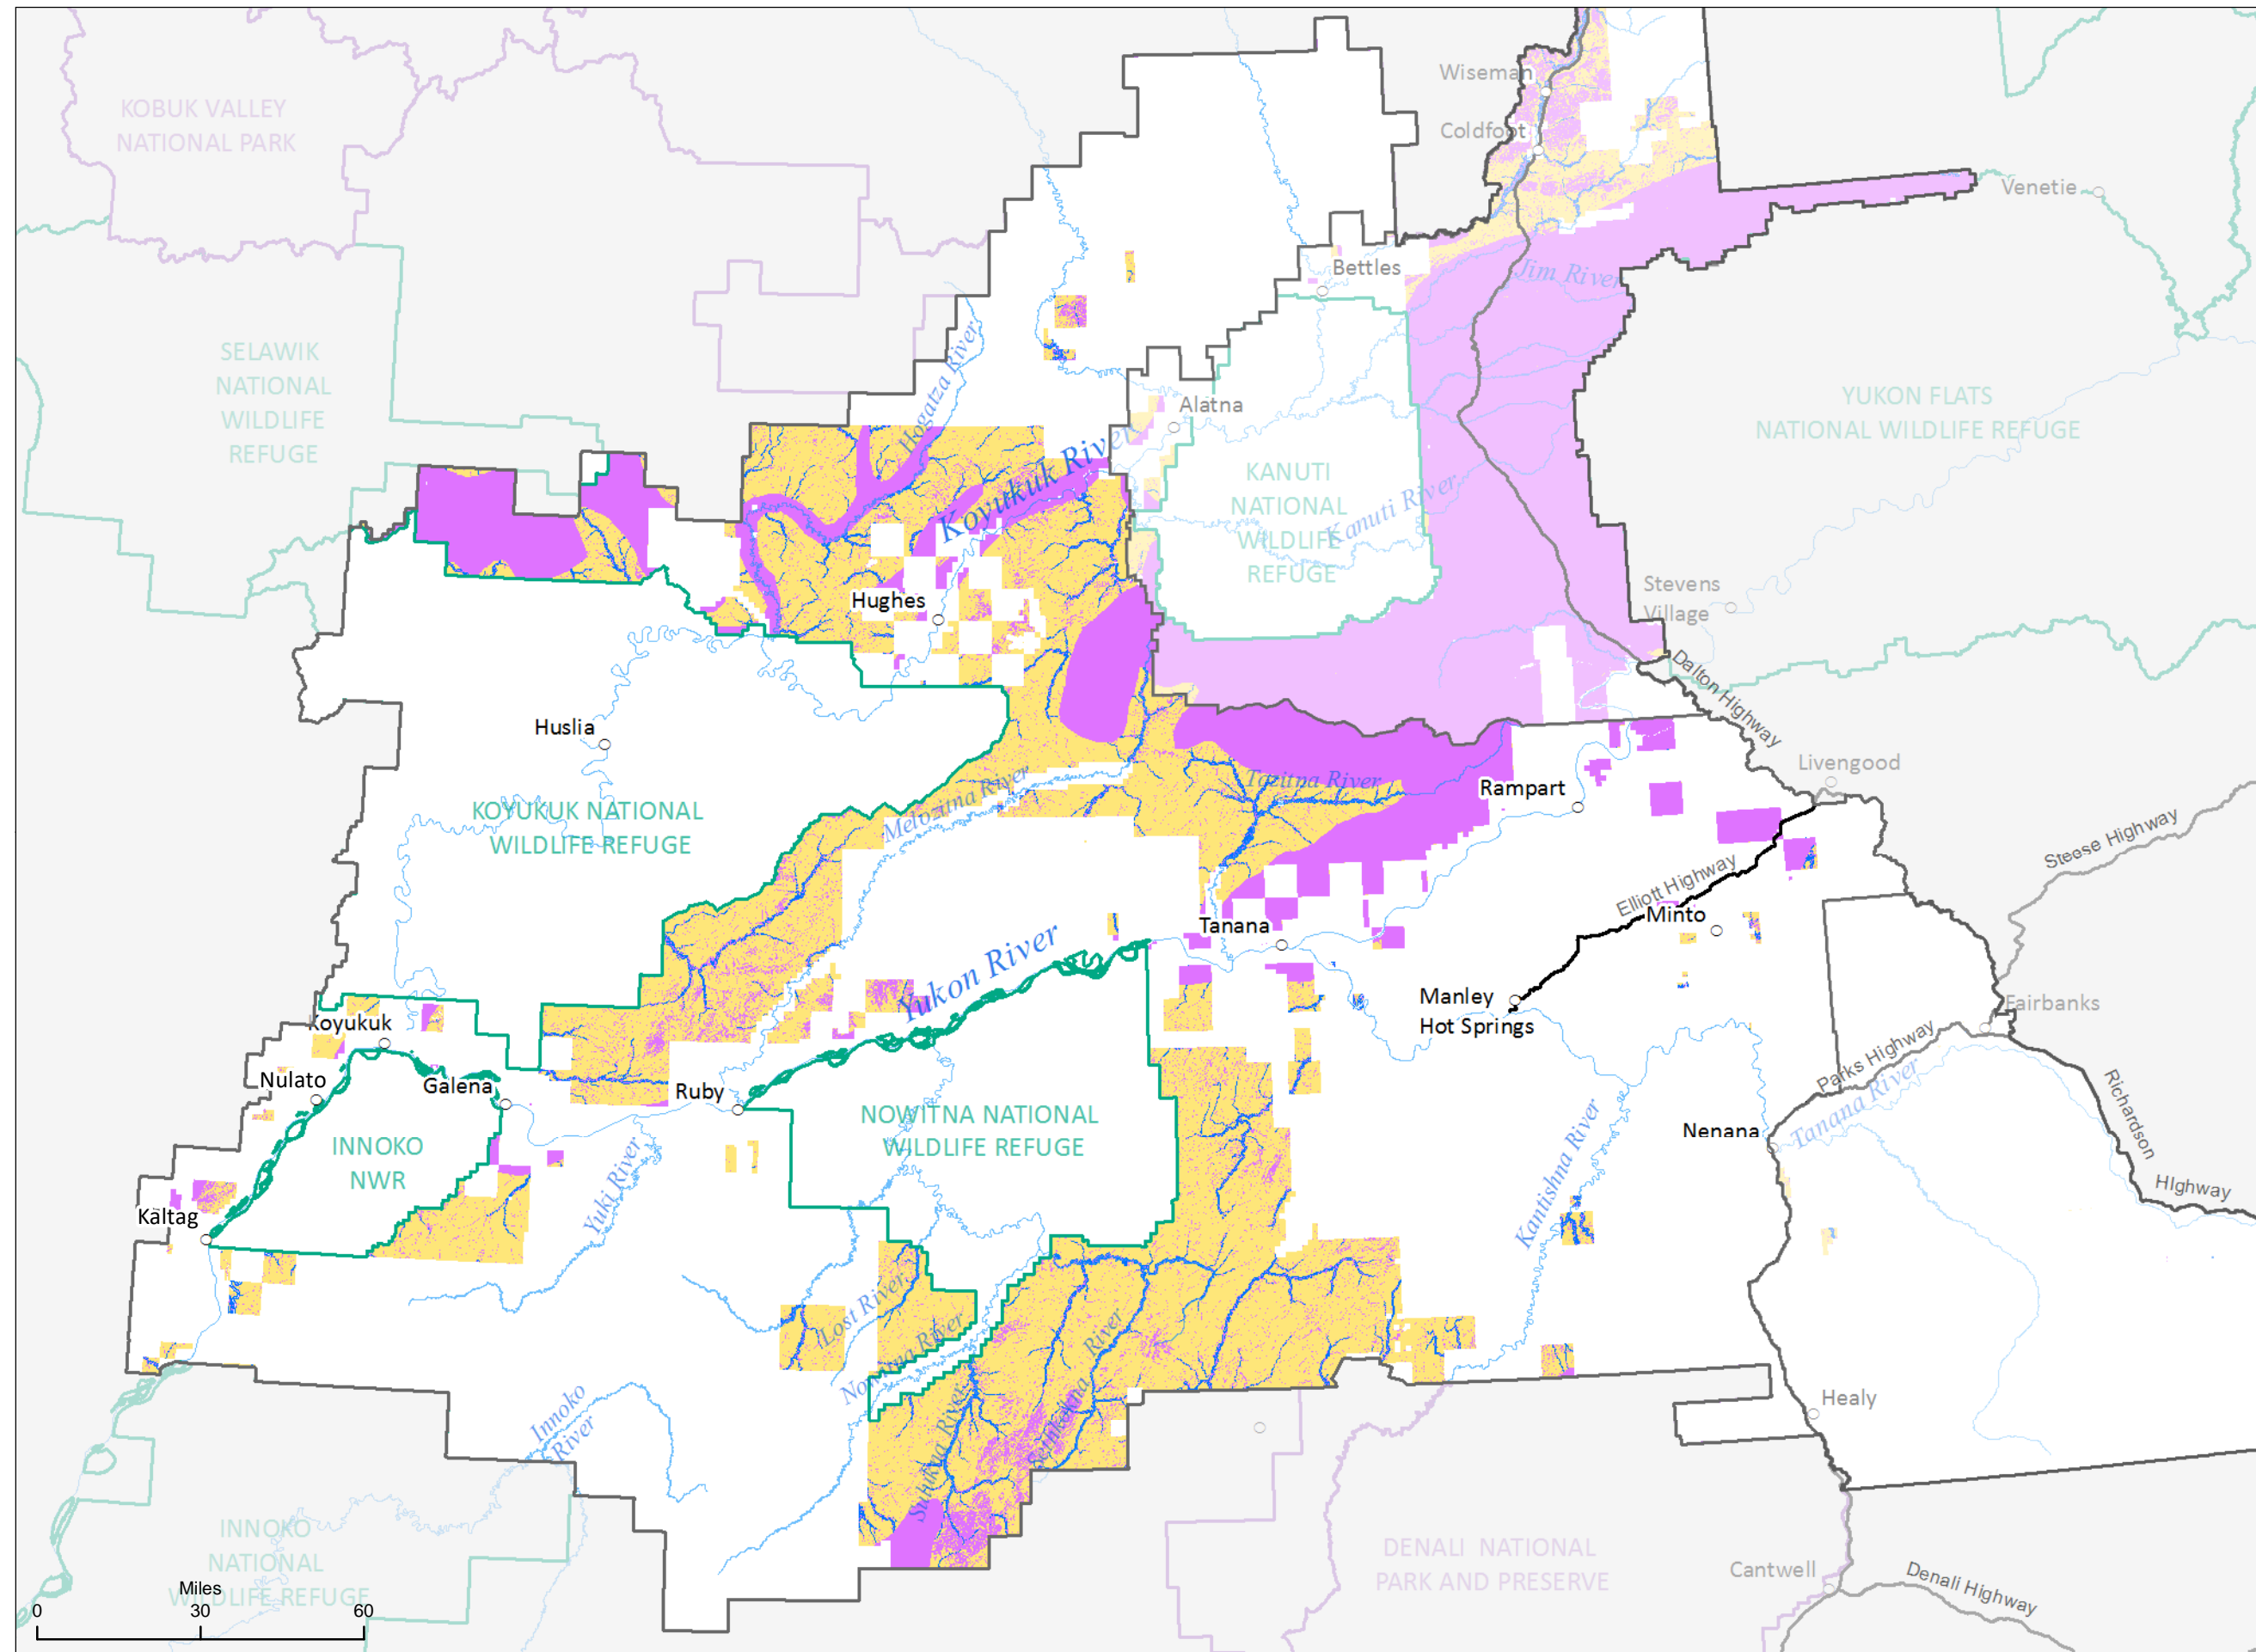 Wiseman
KOBUK VALLEY
NATIONAL PARK
Coldfoot
Venetie
Bettles
Jim River
SELAWIK
NATIONAL
WILDLIFE
REFUGE
Hogatza River
Alatna
YUKON FLATS
NATIONAL WILDLIFE REFUGE
Koyukuk River
KANUTI
NATIONAL
WILDLIFE
REFUGE
Kanuti River
Stevens
Village
Hughes
Dalton Highway
Huslia
Livengood
Melozitna River
Tozitna River
Rampart
KOYUKUK NATIONAL
WILDLIFE REFUGE
Steese Highway
Elliott Highway
Minto
Tanana
Yukon River
Manley
Hot Springs
Fairbanks
Koyukuk
Parks Highway
Nulato
Galena
Ruby
Tanana River
Richardson
HIghway
NOWITNA NATIONAL
WILDLIFE REFUGE
INNOKO
NWR
Nenana
Yuki River
Kantishna River
Kaltag
Lost River
Nowitna River
Sethkokna River
Sulukna River
Innoko
River
Healy
INNOKO
NATIONAL
WILDLIFE REFUGE
DENALI NATIONAL
PARK AND PRESERVE
Cantwell
Denali Highway
Miles
0 30 60